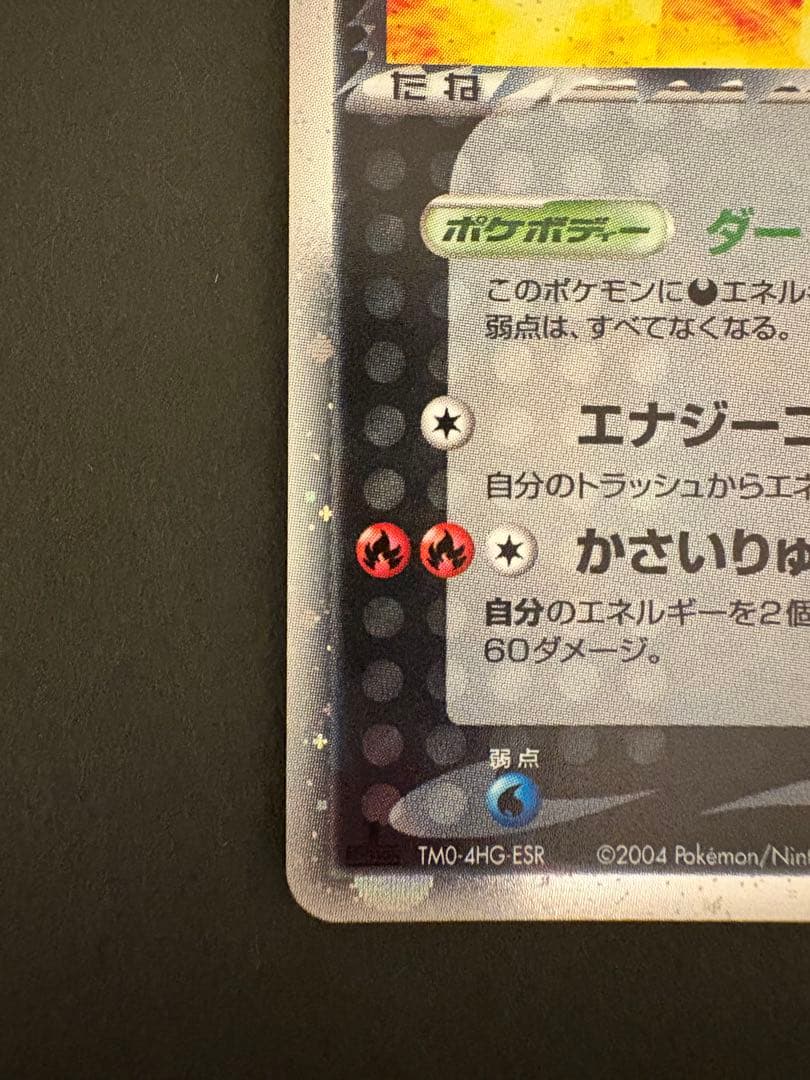 たね
ポケボディー ダー
このポケモンにエネル
弱点は、すべてなくなる。
エナジーコ
自分のトラッシュからエネ
かさいりゅ
自分のエネルギーを2個
60ダメージ。
弱点
TM0-4HG-ESR ©2004 Pokémon/Nint